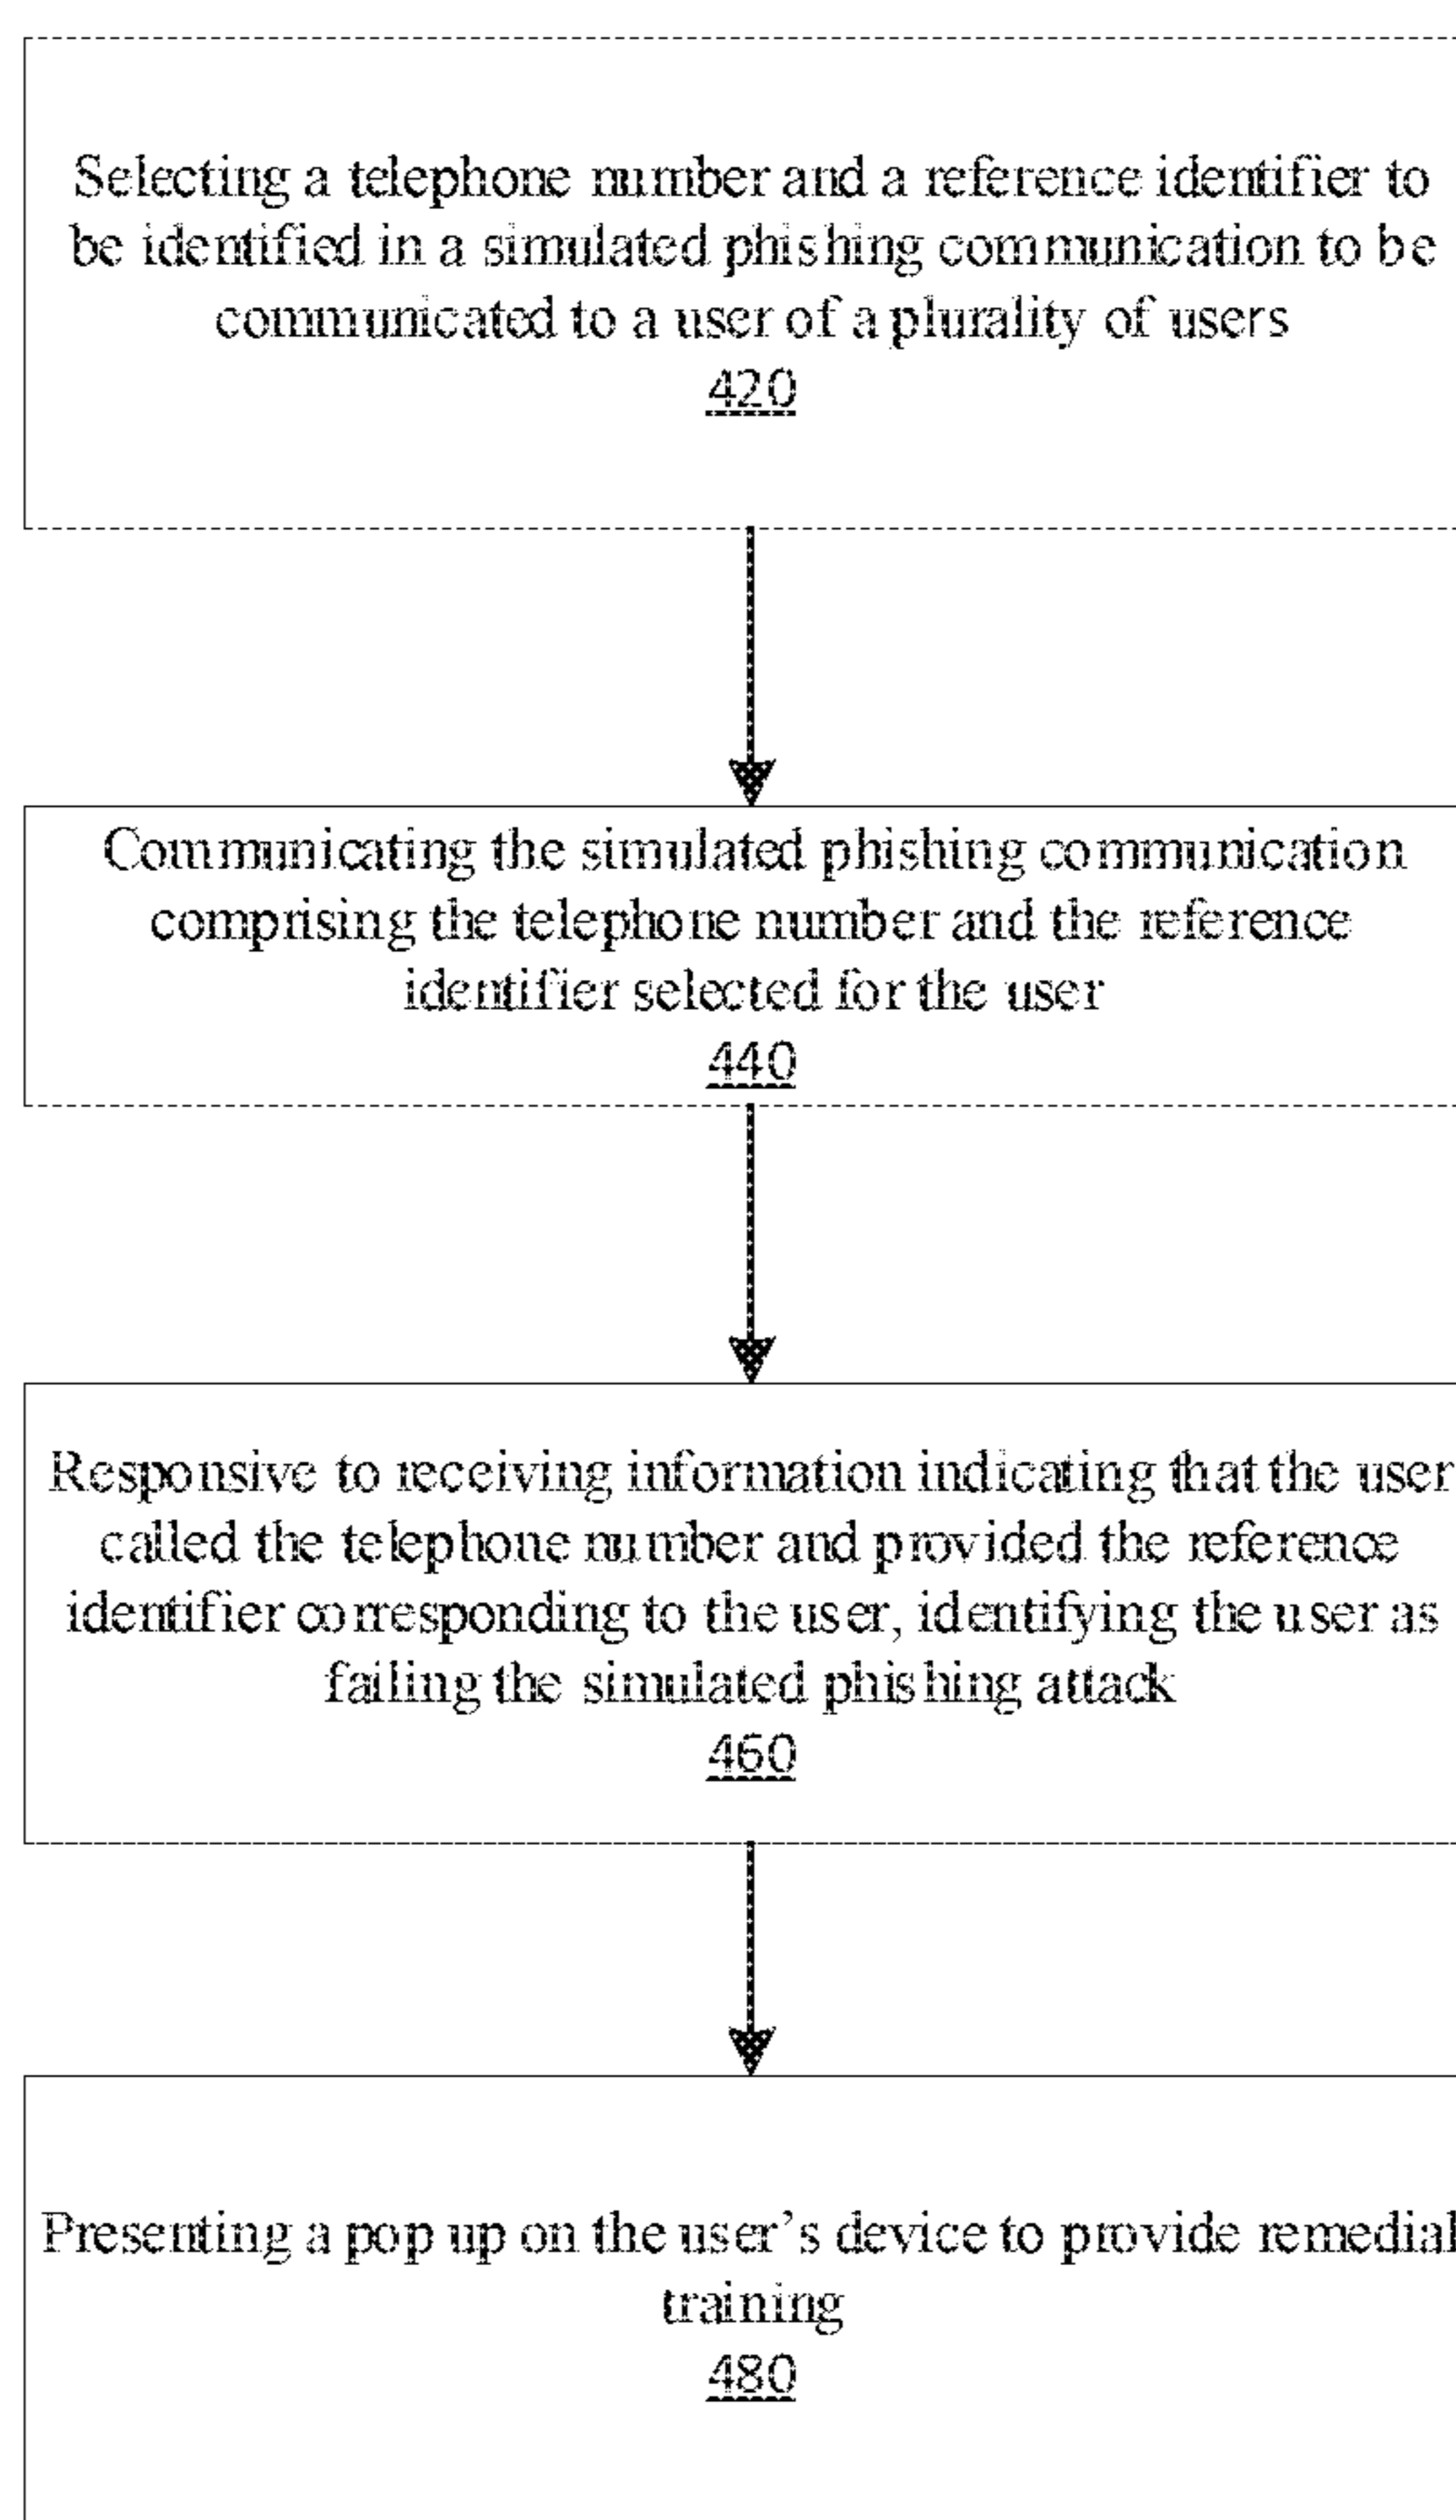 Selecting a telephone number and a reference identifier to
be identified in a simulated phishing communication to be
communicated to a user of a plurality of users
420
Communicating the simulated phishing communication
comprising the telephone number and the reference
identifier selected for the user
440
Responsive to receiving information indicating that the user
called the telephone number and provided the reference
identifier corresponding to the user, identifying the user as
failing the simulated phishing attack
460
Presenting a pop up on the user’s device to provide remedial
training
480